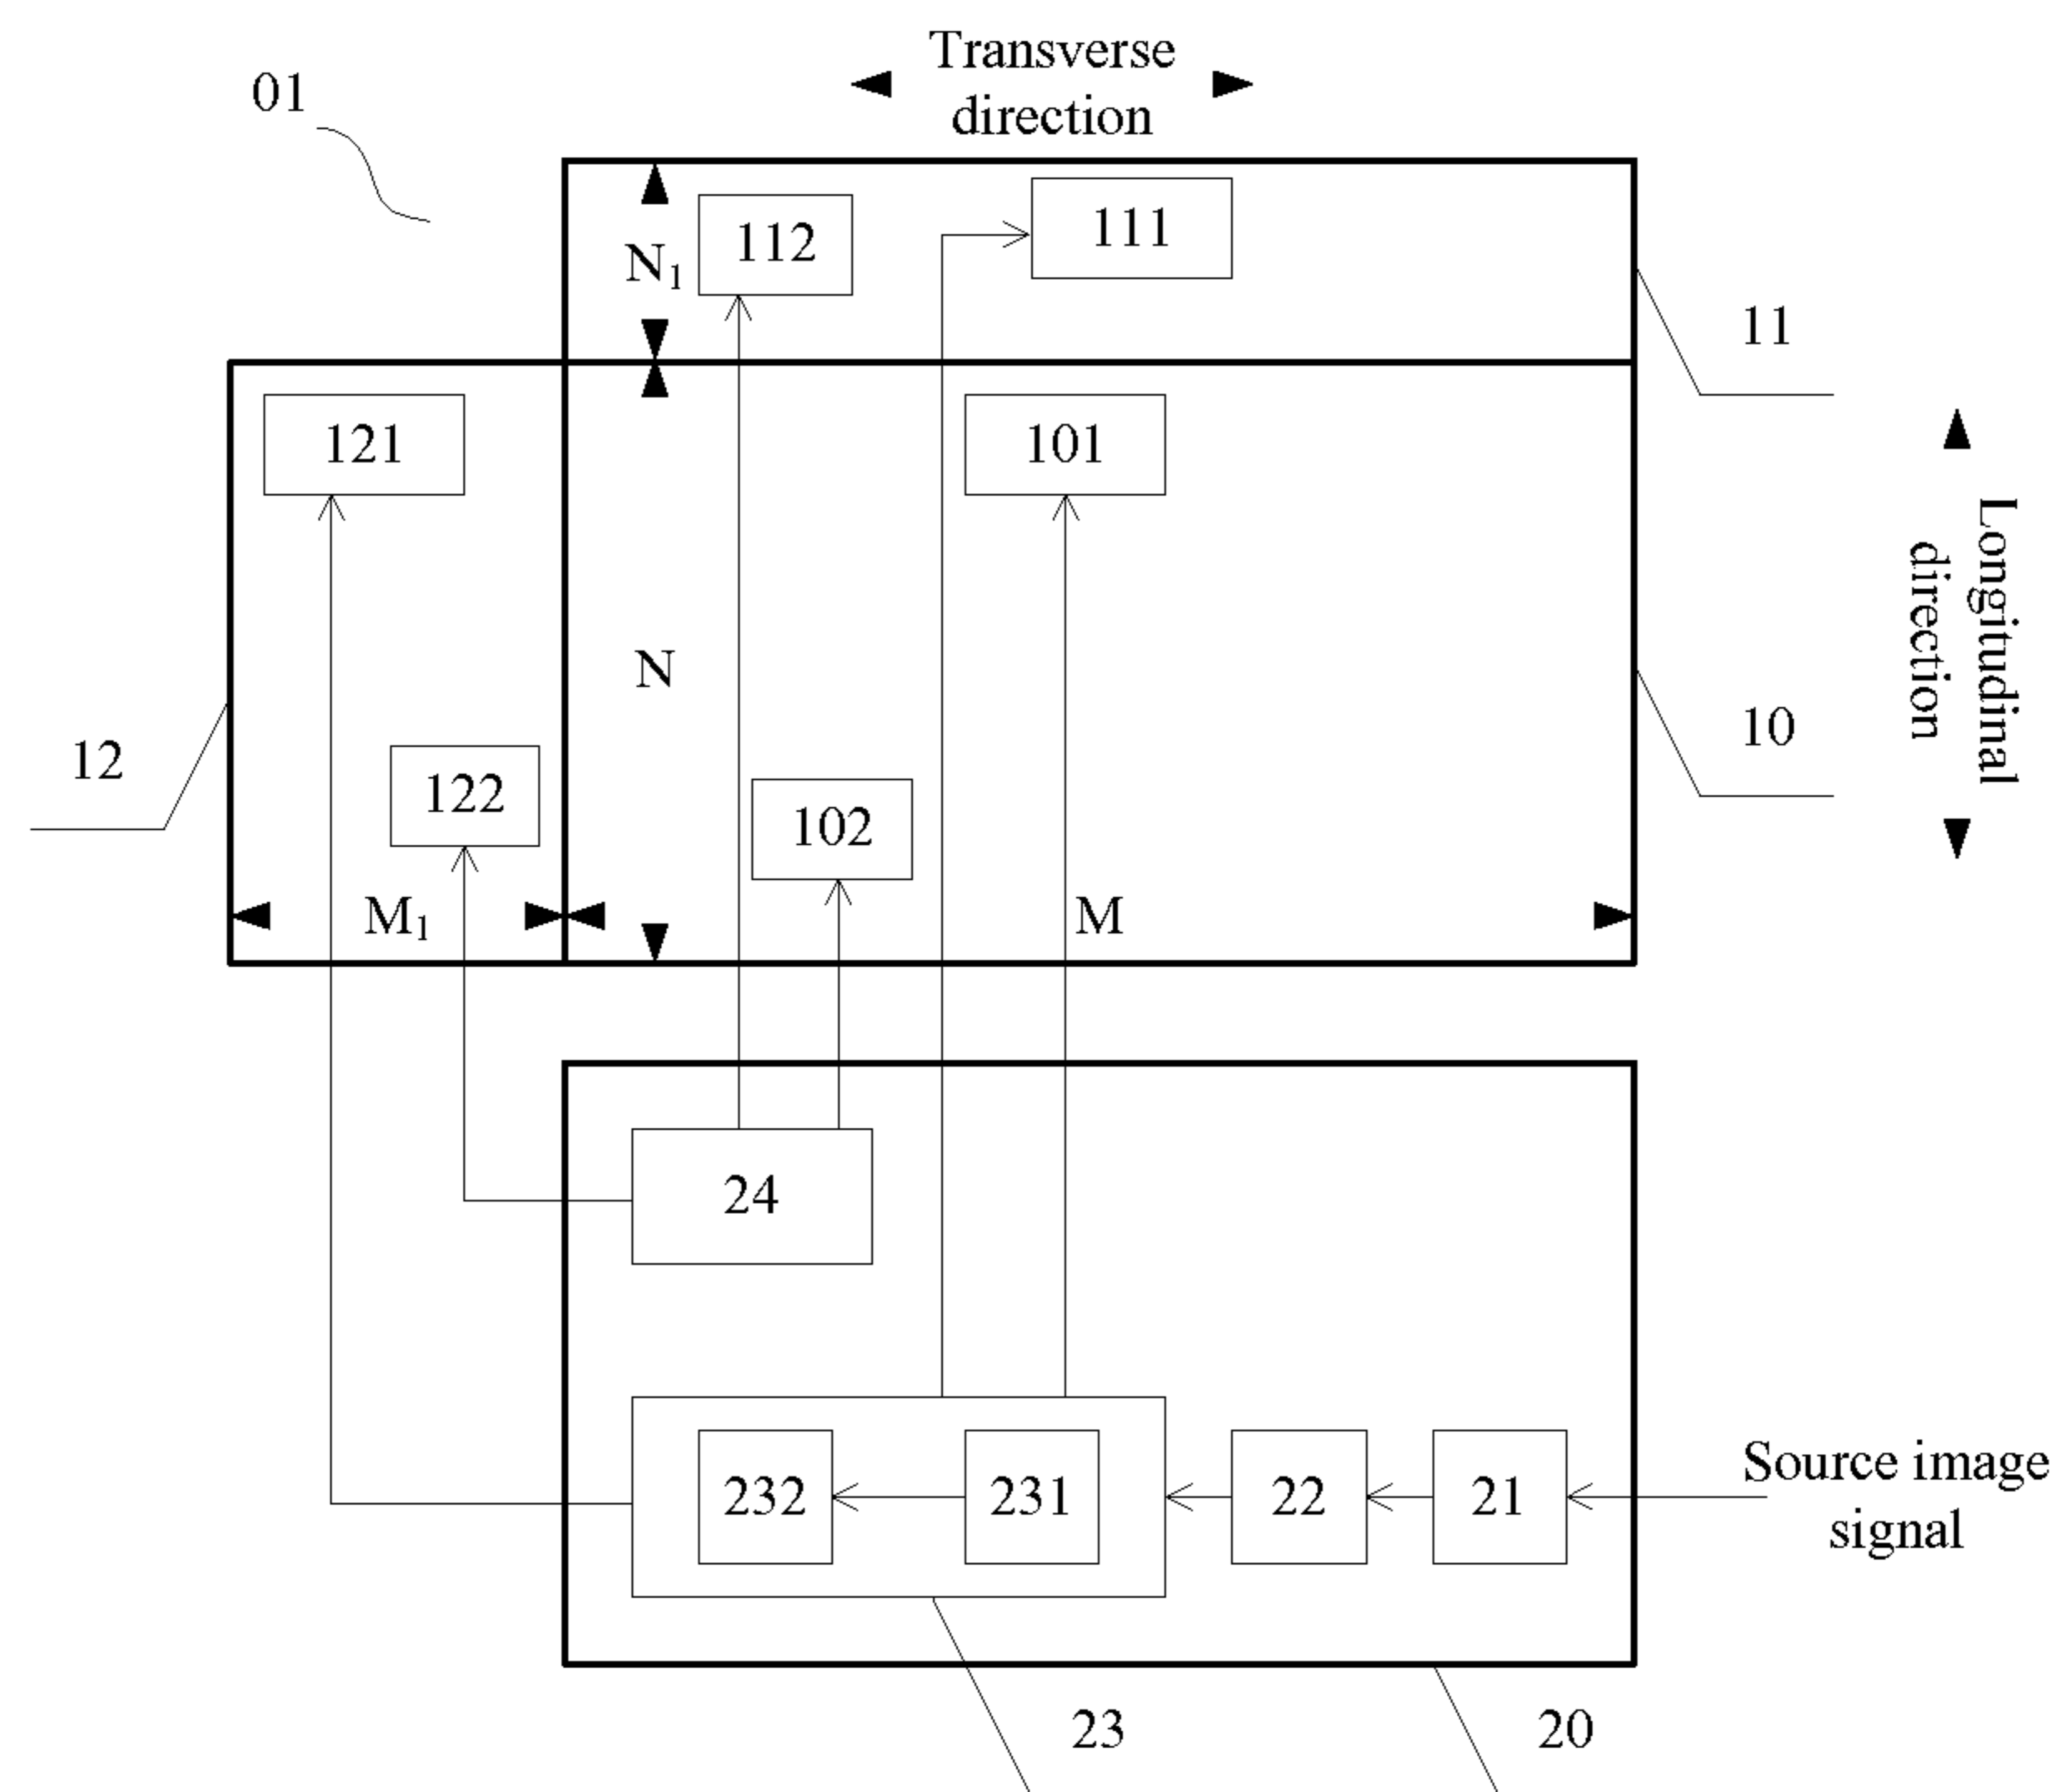 Transverse
direction
01
112
111
N1
11
121
101
Longitudinal
direction
N
10
12
122
102
M1
M
24
232
231
22
21
Source image
signal
23
20